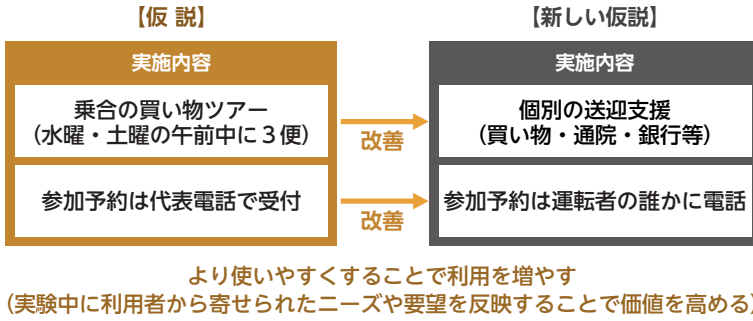 【仮 説】
実施内容
乗合の買い物ツアー
（水曜・土曜の午前中に３便）
参加予約は代表電話で受付
改善
改善
【新しい仮説】
実施内容
個別の送迎支援
（買い物・通院・銀行等）
参加予約は運転者の誰かに電話
より使いやすくすることで利用を増やす
（実験中に利用者から寄せられたニーズや要望を反映することで価値を高める）